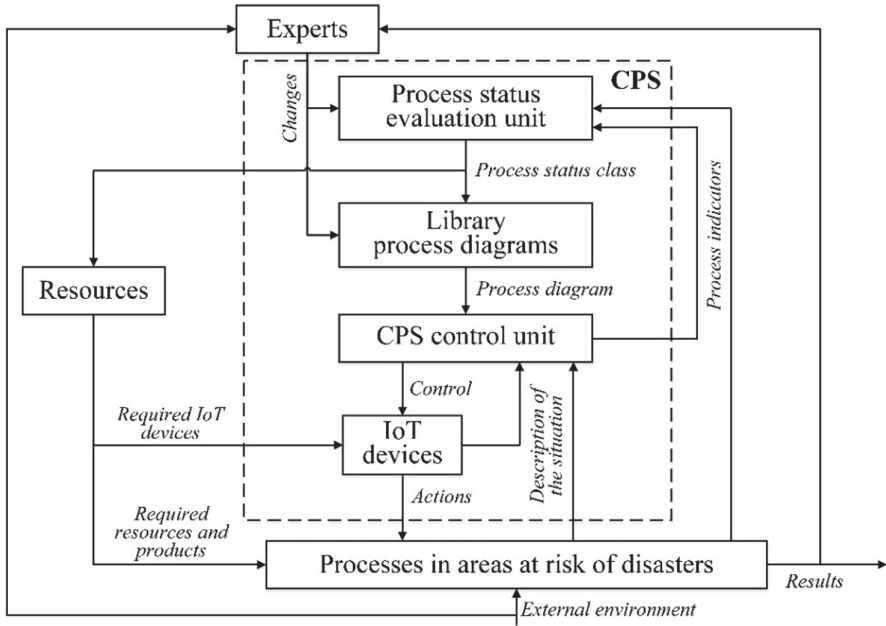 Experts
CPS
Changes
Process status
evaluation unit
Process status class
Library
process diagrams
Process indicators
Resources
Process diagram
CPS control unit
Control
Required IoT
devices
IoT
devices
Description of
the situation
Actions
Required
resources and
products
Processes in areas at risk of disasters
Results
External environment